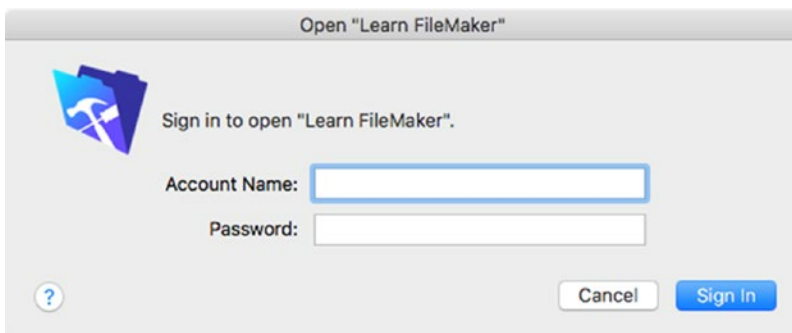 Open "Learn FileMaker"
Sign in to open "Learn FileMaker".
Account Name:
Password:
?
Cancel
Sign In